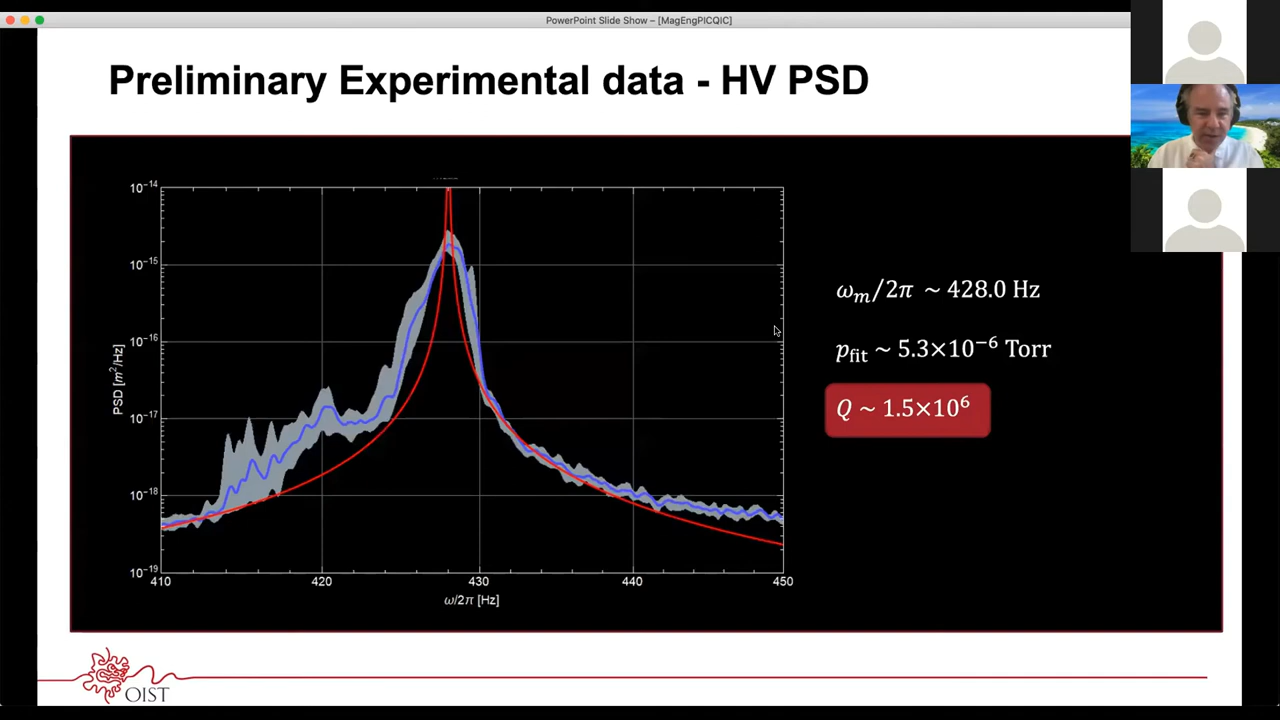 PowerPoint Slide Show – [MagEngPICQIC]
Preliminary Experimental data - HV PSD
10⁻¹⁴
10⁻¹⁵
10⁻¹⁶
10⁻¹⁷
10⁻¹⁸
10⁻¹⁹
PSD [m²/Hz]
410 420 430 440 450
ω/2π [Hz]
ωₘ/2π ~ 428.0 Hz
p_fit ~ 5.3×10⁻⁶ Torr
Q ~ 1.5×10⁶
OIST